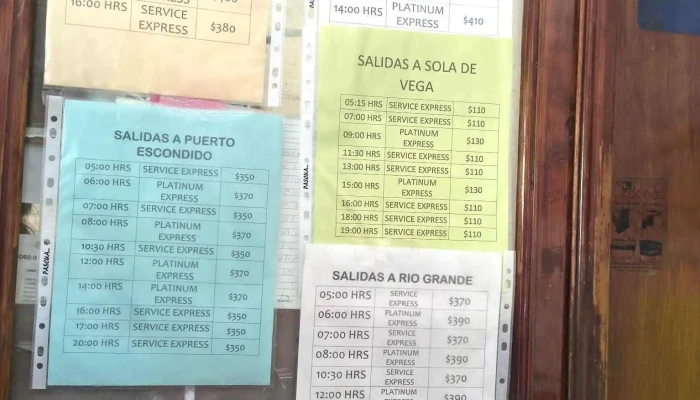 16:00 HRS SERVICE EXPRESS $380
14:00 HRS PLATINUM EXPRESS $410
SALIDAS A PUERTO
ESCONDIDO
05:00 HRS SERVICE EXPRESS $350
06:00 HRS PLATINUM EXPRESS $370
07:00 HRS SERVICE EXPRESS $350
08:00 HRS PLATINUM EXPRESS $370
10:30 HRS SERVICE EXPRESS $350
12:00 HRS PLATINUM EXPRESS $370
14:00 HRS PLATINUM EXPRESS $370
16:00 HRS SERVICE EXPRESS $350
17:00 HRS SERVICE EXPRESS $350
20:00 HRS SERVICE EXPRESS $350
SALIDAS A SOLA DE
VEGA
05:15 HRS SERVICE EXPRESS $110
07:00 HRS SERVICE EXPRESS $110
09:00 HRS PLATINUM EXPRESS $130
11:30 HRS SERVICE EXPRESS $110
13:00 HRS SERVICE EXPRESS $110
15:00 HRS PLATINUM EXPRESS $130
16:00 HRS SERVICE EXPRESS $110
18:00 HRS SERVICE EXPRESS $110
19:00 HRS SERVICE EXPRESS $110
SALIDAS A RIO GRANDE
05:00 HRS SERVICE EXPRESS $370
06:00 HRS PLATINUM EXPRESS $390
07:00 HRS SERVICE EXPRESS $370
08:00 HRS PLATINUM EXPRESS $390
10:30 HRS SERVICE EXPRESS $370
12:00 HRS PLATINUM $390